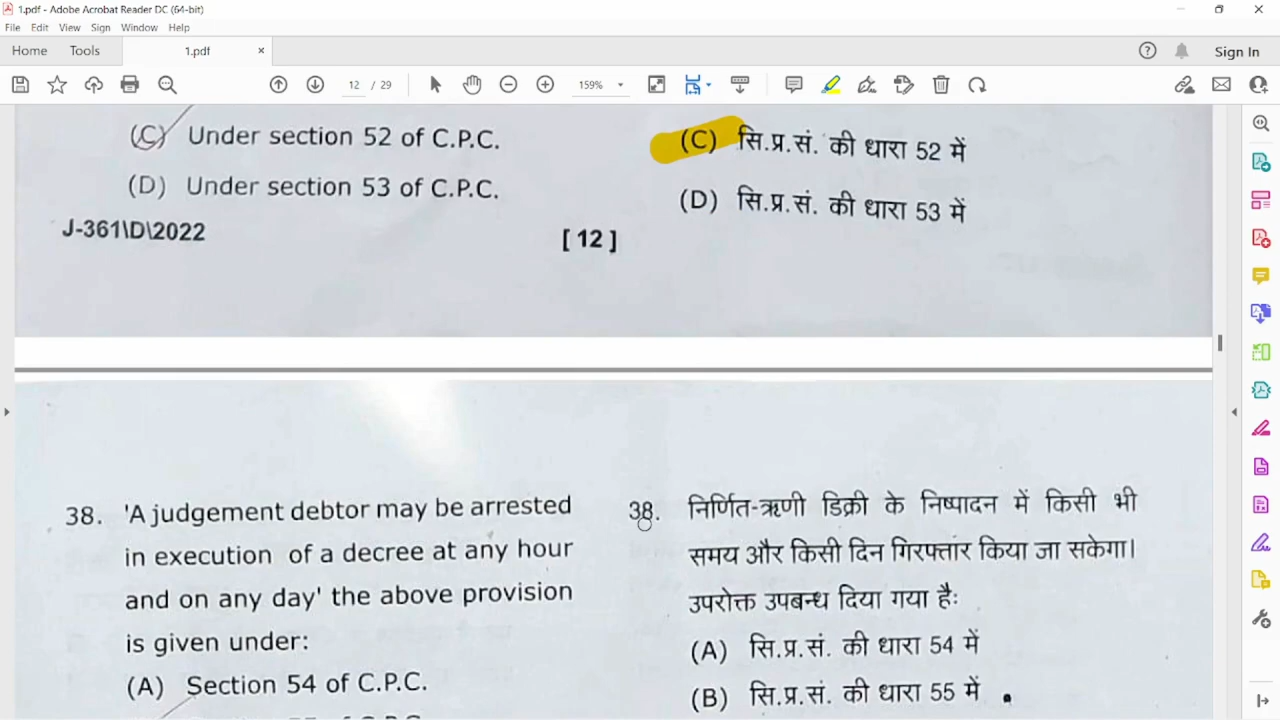 1.pdf - Adobe Acrobat Reader DC (64-bit)
File Edit View Sign Window Help
Home Tools 1.pdf × Sign In
12 / 29 159%
(C) Under section 52 of C.P.C.
(D) Under section 53 of C.P.C.
J-361\D\2022
[ 12 ]
(C) सि.प्र.सं. की धारा 52 में
(D) सि.प्र.सं. की धारा 53 में
38. 'A judgement debtor may be arrested
in execution of a decree at any hour
and on any day' the above provision
is given under:
(A) Section 54 of C.P.C.
38. निर्णित-ऋणी डिक्री के निष्पादन में किसी भी
समय और किसी दिन गिरफ्तार किया जा सकेगा।
उपरोक्त उपबन्ध दिया गया है:
(A) सि.प्र.सं. की धारा 54 में
(B) सि.प्र.सं. की धारा 55 में